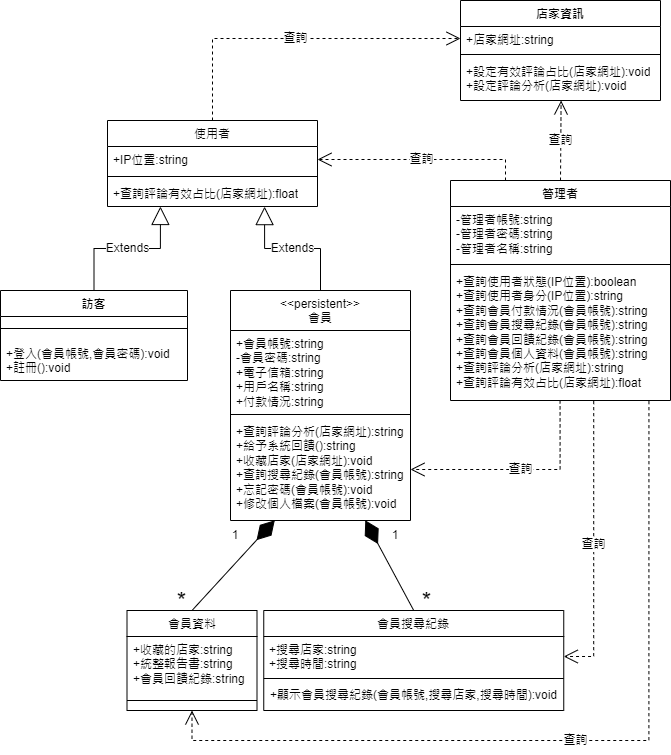 店家資訊
+店家網址:string
+設定有效評論占比(店家網址):void
+設定評論分析(店家網址):void
查詢
使用者
+IP位置:string
+查詢評論有效占比(店家網址):float
查詢
查詢
管理者
-管理者帳號:string
-管理者密碼:string
-管理者名稱:string
+查詢使用者狀態(IP位置):boolean
+查詢使用者身分(IP位置):string
+查詢會員付款情況(會員帳號):string
+查詢會員搜尋紀錄(會員帳號):string
+查詢會員回饋紀錄(會員帳號):string
+查詢會員個人資料(會員帳號):string
+查詢評論分析(店家網址):string
+查詢評論有效占比(店家網址):float
Extends
Extends
訪客
+登入(會員帳號,會員密碼):void
+註冊():void
<<persistent>>
會員
+會員帳號:string
-會員密碼:string
+電子信箱:string
+用戶名稱:string
+付款情況:string
+查詢評論分析(店家網址):string
+給予系統回饋():string
+收藏店家(店家網址):void
+查詢搜尋紀錄(會員帳號):string
+忘記密碼(會員帳號):void
+修改個人檔案(會員帳號):void
查詢
1
1
查詢
*
*
會員資料
+收藏的店家:string
+統整報告書:string
+會員回饋紀錄:string
會員搜尋紀錄
+搜尋店家:string
+搜尋時間:string
+顯示會員搜尋紀錄(會員帳號,搜尋店家,搜尋時間):void
查詢